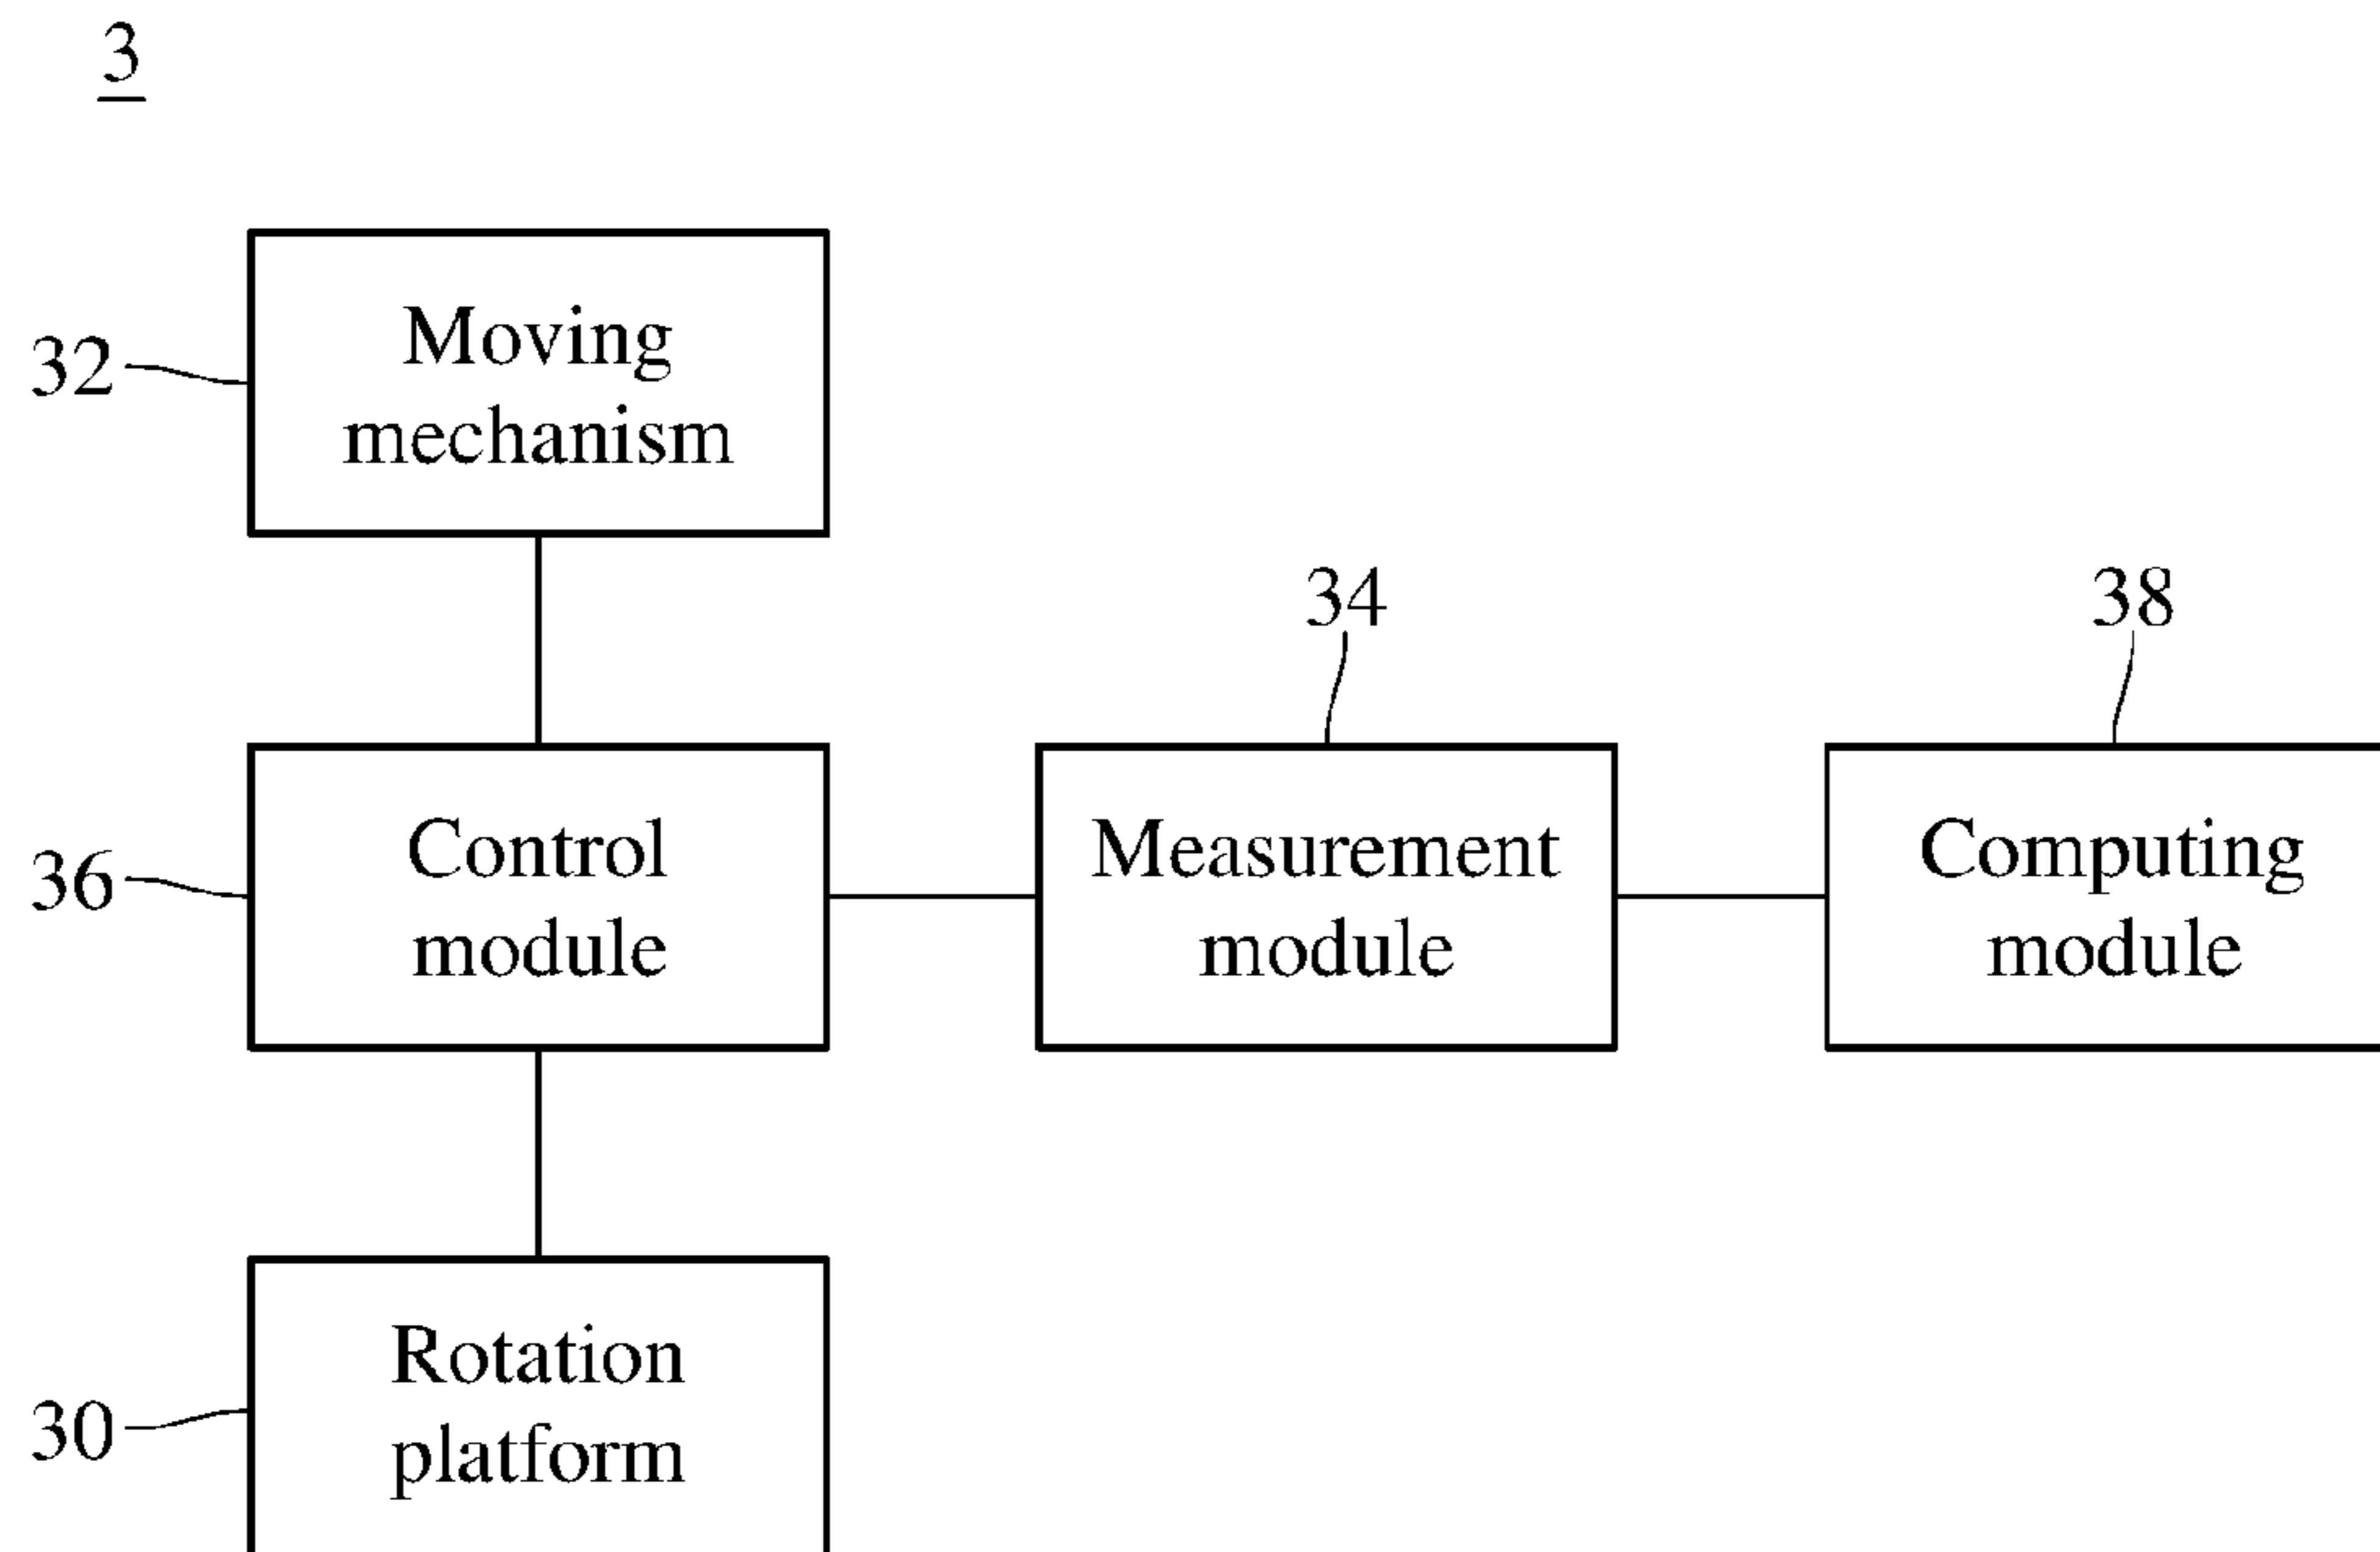 3
32
Moving
mechanism
34
38
36
Control
module
Measurement
module
Computing
module
30
Rotation
platform